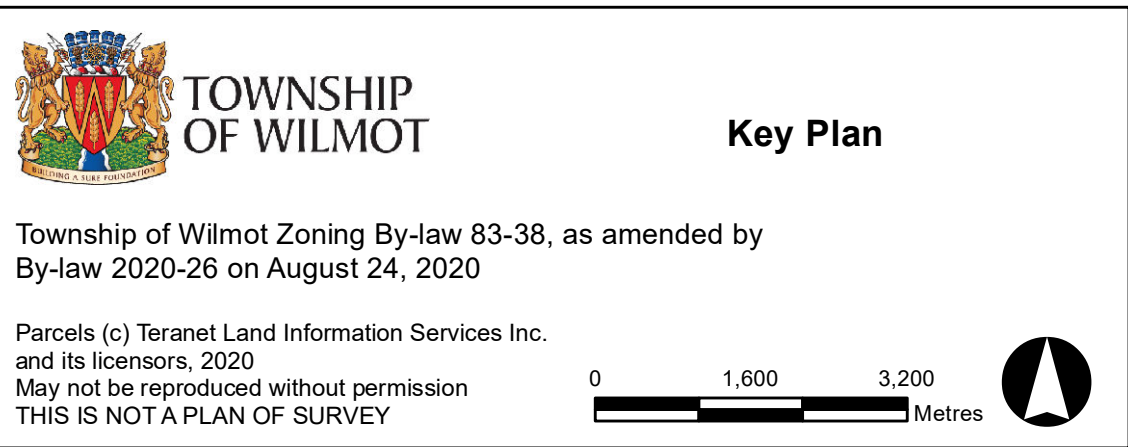 TOWNSHIP
OF WILMOT
BUILDING A SURE FOUNDATION
Key Plan
Township of Wilmot Zoning By-law 83-38, as amended by
By-law 2020-26 on August 24, 2020
Parcels (c) Teranet Land Information Services Inc.
and its licensors, 2020
May not be reproduced without permission
THIS IS NOT A PLAN OF SURVEY
0 1,600 3,200
Metres